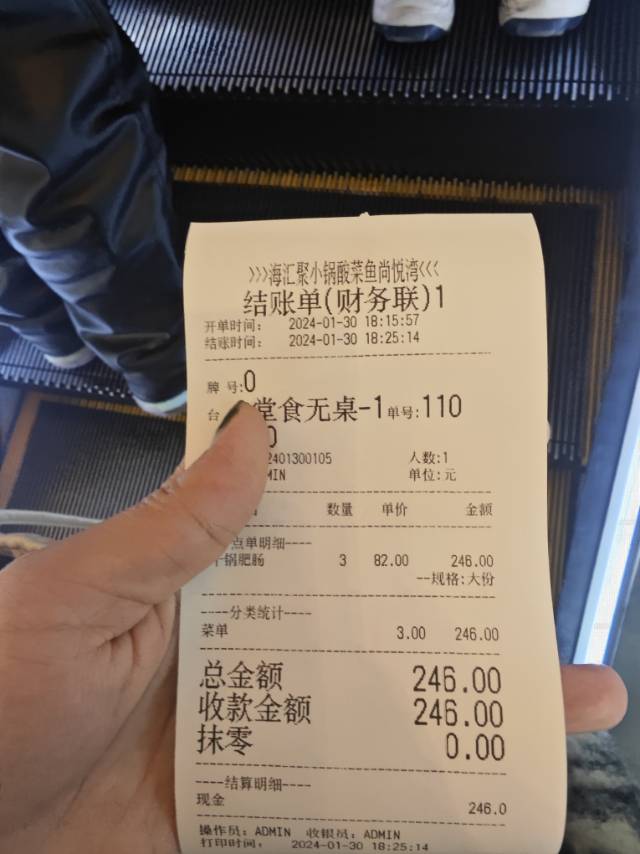 >>>海汇聚小锅酸菜鱼尚悦湾<<<
结账单(财务联)1
开单时间： 2024-01-30 18:15:57
结账时间： 2024-01-30 18:25:14
牌 号:0
台 堂食无桌-1单号:110
2401300105 人数:1
MIN 单位:元
数量 单价 金额
点单明细----
锅肥肠 3 82.00 246.00
--规格:大份
----分类统计----
菜单 3.00 246.00
总金额 246.00
收款金额 246.00
抹零 0.00
----结算明细----
现金 246.0
操作员: ADMIN 收银员: ADMIN
打印时间： 2024-01-30 18:25:14